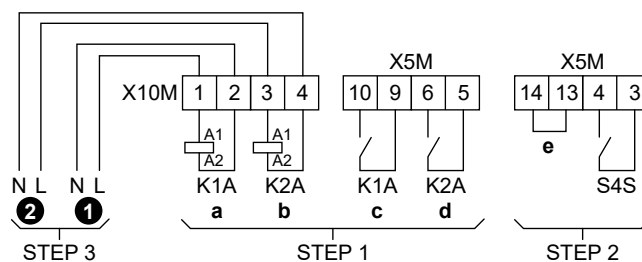 X5M X5M
X10M 1 2 3 4 10 9 6 5 14 13 4 3
A1 A1
A2 A2
e
N L N L K1A K2A K1A K2A S4S
2 1 a b c d
STEP 3 STEP 1 STEP 2